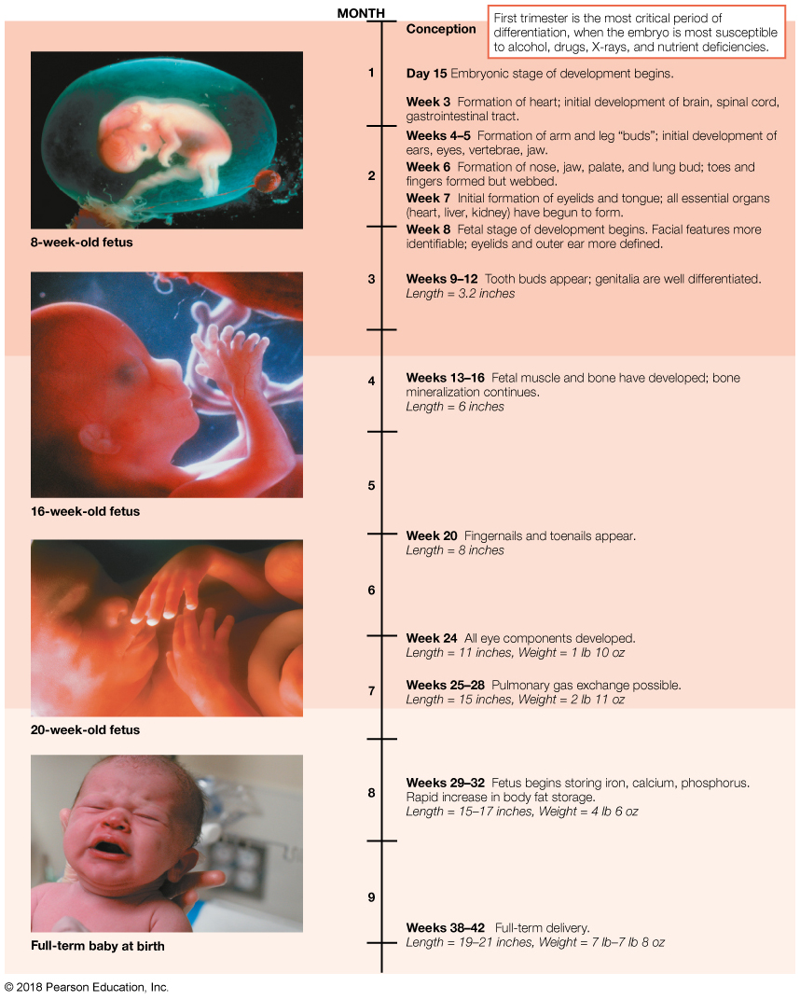 MONTH
First trimester is the most critical period of
differentiation, when the embryo is most susceptible
to alcohol, drugs, X-rays, and nutrient deficiencies.
Conception
1
Day 15 Embryonic stage of development begins.
Week 3 Formation of heart; initial development of brain, spinal cord,
gastrointestinal tract.
Weeks 4–5 Formation of arm and leg “buds”; initial development of
ears, eyes, vertebrae, jaw.
2
Week 6 Formation of nose, jaw, palate, and lung bud; toes and
fingers formed but webbed.
Week 7 Initial formation of eyelids and tongue; all essential organs
(heart, liver, kidney) have begun to form.
Week 8 Fetal stage of development begins. Facial features more
identifiable; eyelids and outer ear more defined.
8-week-old fetus
3
Weeks 9–12 Tooth buds appear; genitalia are well differentiated.
Length = 3.2 inches
4
Weeks 13–16 Fetal muscle and bone have developed; bone
mineralization continues.
Length = 6 inches
5
16-week-old fetus
Week 20 Fingernails and toenails appear.
Length = 8 inches
6
Week 24 All eye components developed.
Length = 11 inches, Weight = 1 lb 10 oz
7
Weeks 25–28 Pulmonary gas exchange possible.
Length = 15 inches, Weight = 2 lb 11 oz
20-week-old fetus
8
Weeks 29–32 Fetus begins storing iron, calcium, phosphorus.
Rapid increase in body fat storage.
Length = 15–17 inches, Weight = 4 lb 6 oz
9
Weeks 38–42 Full-term delivery.
Length = 19–21 inches, Weight = 7 lb–7 lb 8 oz
Full-term baby at birth
© 2018 Pearson Education, Inc.